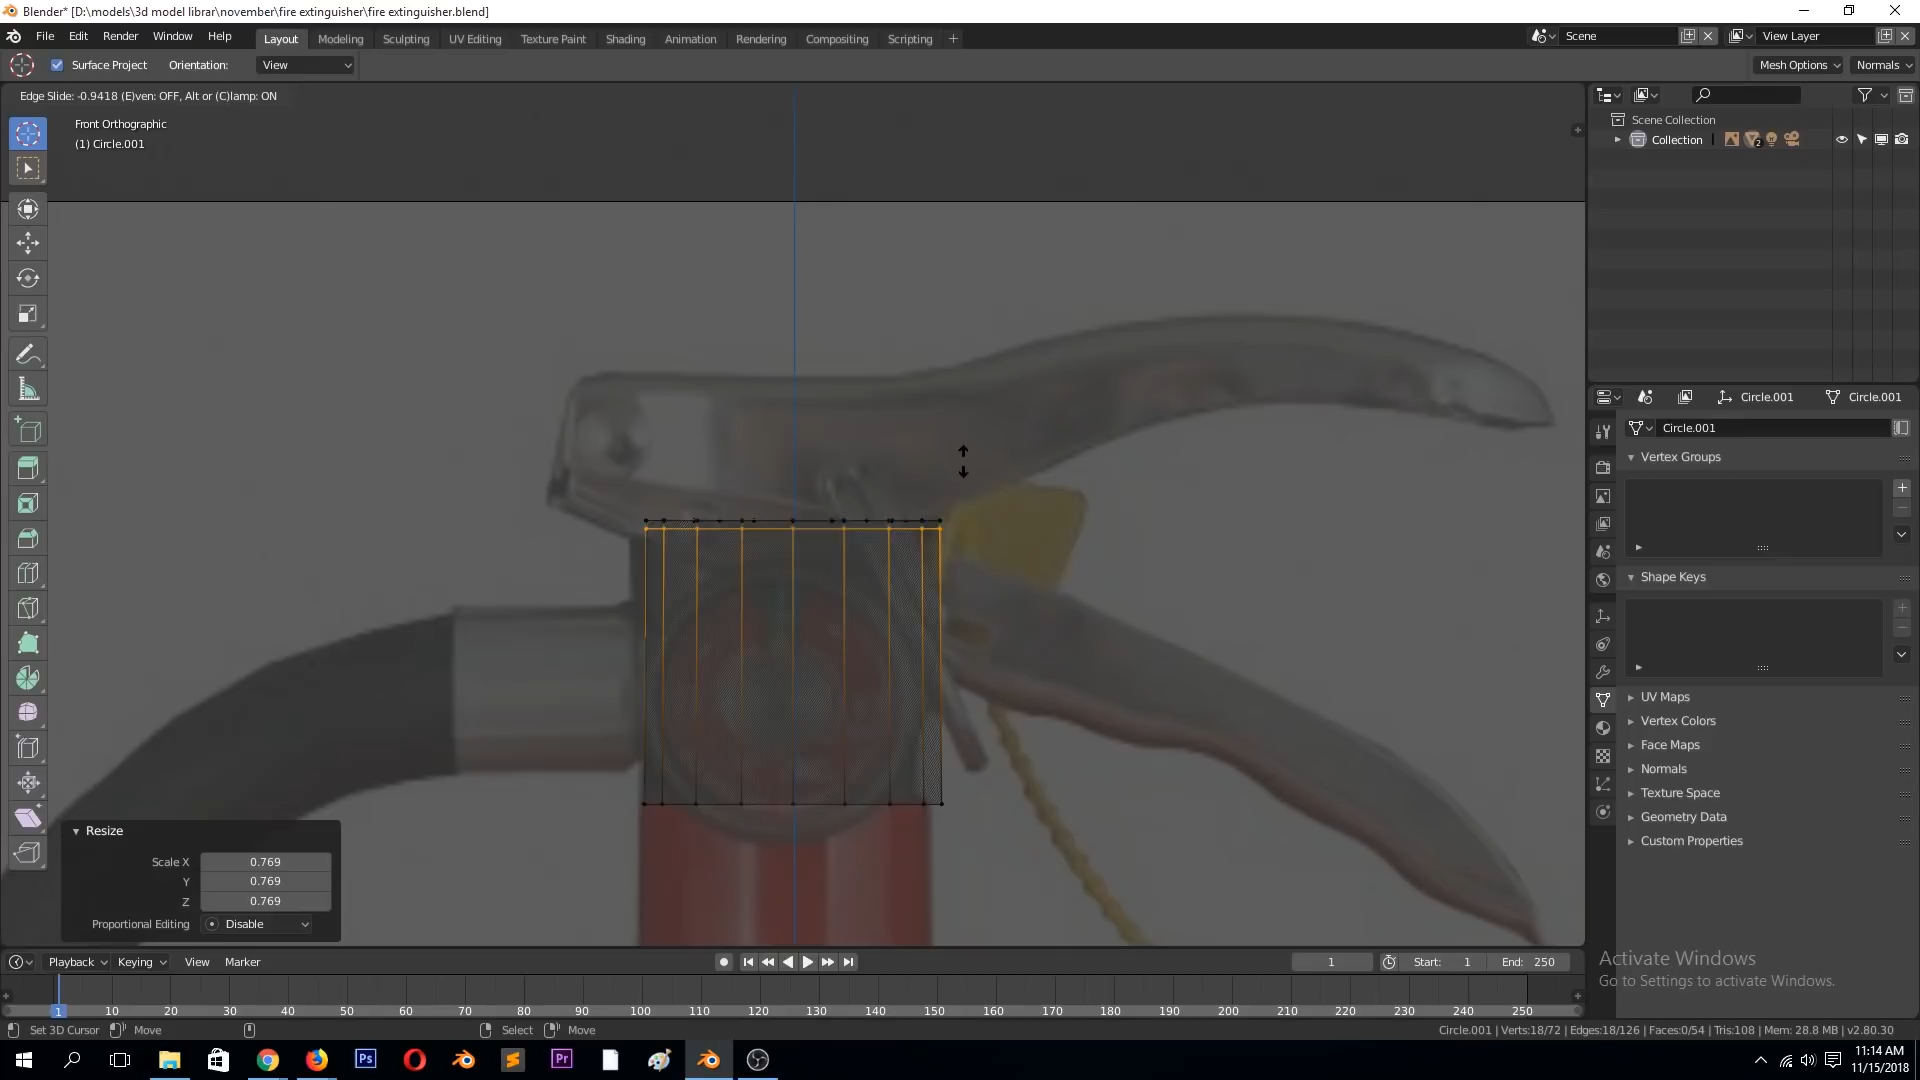 Blender* [D:\models\3d model librar\november\fire extinguisher\fire extinguisher.blend]
File Edit Render Window Help Layout Modeling Sculpting UV Editing Texture Paint Shading Animation Rendering Compositing Scripting Scene View Layer
Surface Project Orientation: View Mesh Options Normals
Edge Slide: -0.9418 (E)ven: OFF, Alt or (C)lamp: ON
Front Orthographic
(1) Circle.001
Scene Collection
Collection 2
Circle.001 Circle.001
Circle.001
Vertex Groups
Shape Keys
UV Maps
Vertex Colors
Face Maps
Normals
Texture Space
Geometry Data
Custom Properties
Resize
Scale X 0.769
Y 0.769
Z 0.769
Proportional Editing Disable
Activate Windows
Go to Settings to activate Windows.
Playback Keying View Marker 1 Start: 1 End: 250
1 10 20 30 40 50 60 70 80 90 100 110 120 130 140 150 160 170 180 190 200 210 220 230 240 250
Set 3D Cursor Move Select Move Circle.001 | Verts:18/72 | Edges:18/126 | Faces:0/54 | Tris:108 | Mem: 28.8 MB | v2.80.30
Ps Pr
11:14 AM
11/15/2018